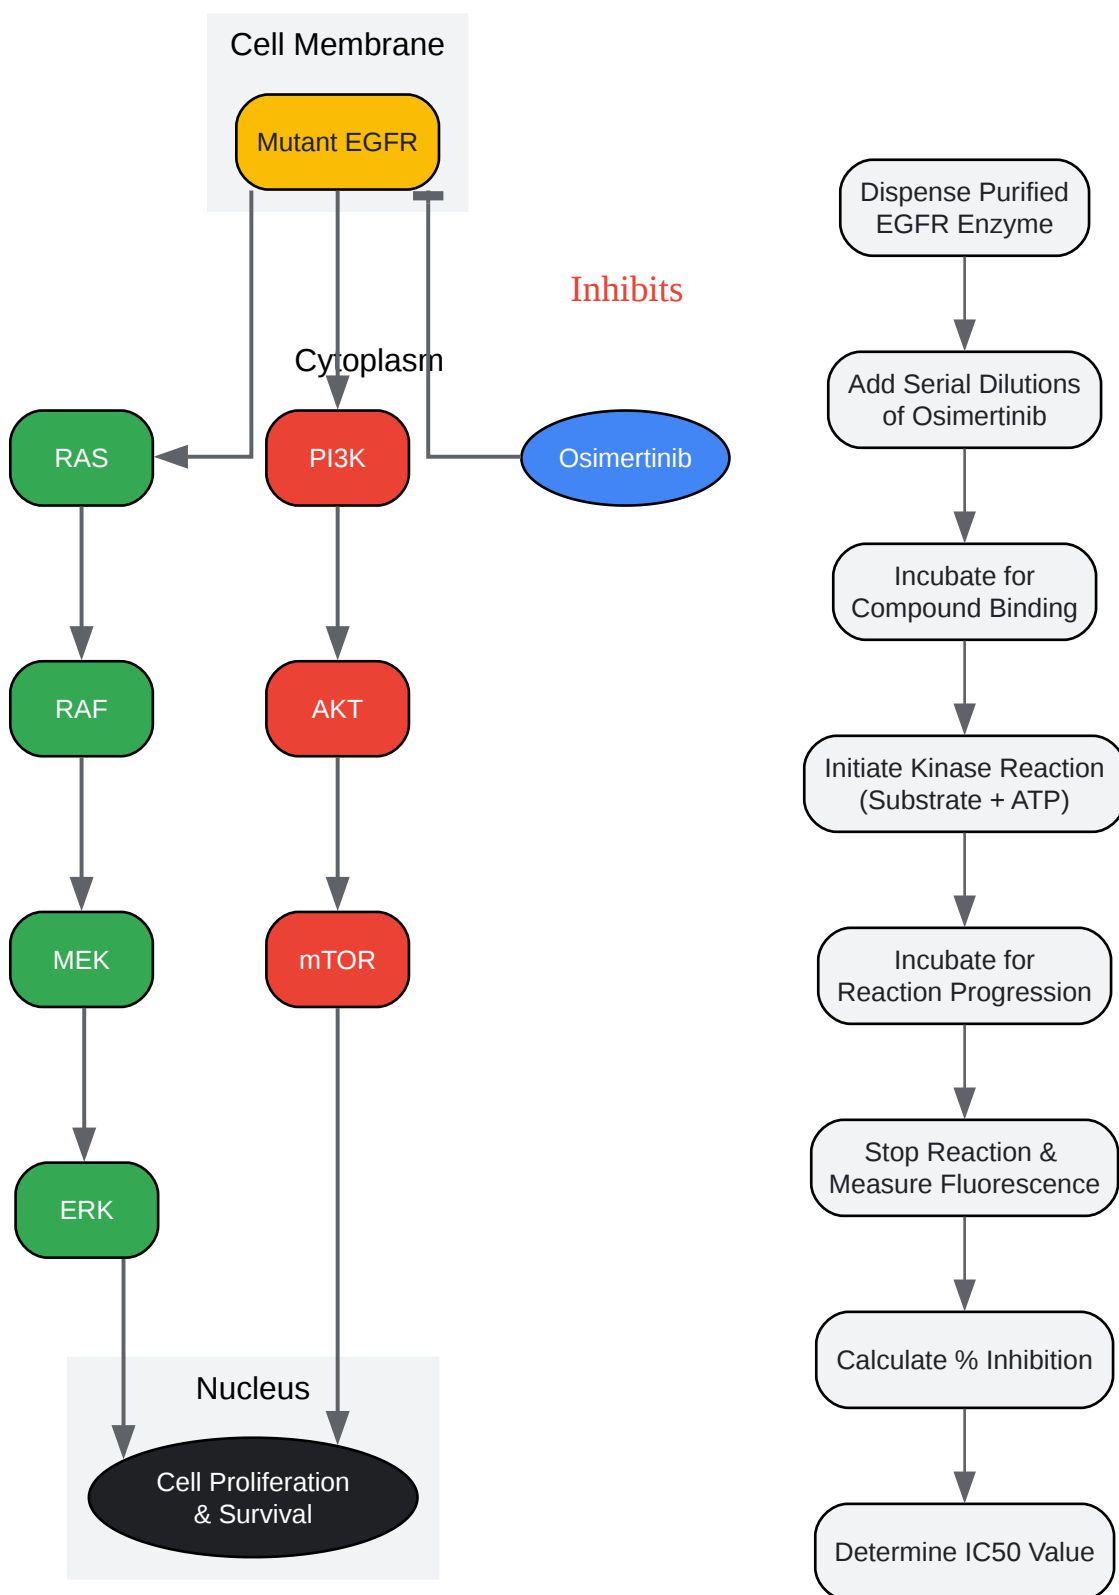 Cell Membrane
Mutant EGFR
Inhibits
Cytoplasm
RAS
PI3K
Osimertinib
RAF
AKT
MEK
mTOR
ERK
Nucleus
Cell Proliferation
& Survival
Dispense Purified
EGFR Enzyme
Add Serial Dilutions
of Osimertinib
Incubate for
Compound Binding
Initiate Kinase Reaction
(Substrate + ATP)
Incubate for
Reaction Progression
Stop Reaction &
Measure Fluorescence
Calculate % Inhibition
Determine IC50 Value